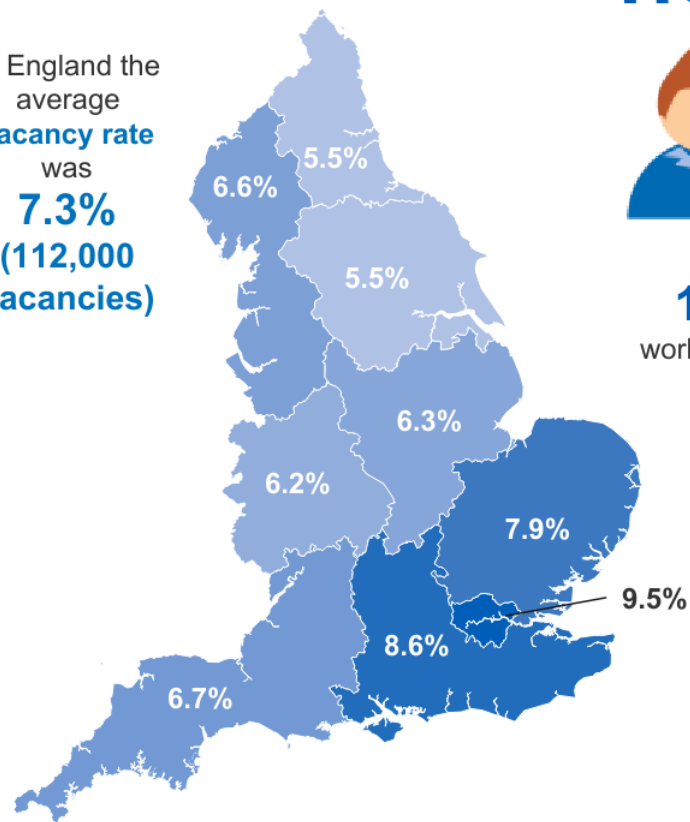 England the
average
acancy rate
was
7.3%
(112,000
acancies)
5.5%
6.6%
5.5%
6.3%
6.2%
7.9%
9.5%
8.6%
6.7%
1
worl